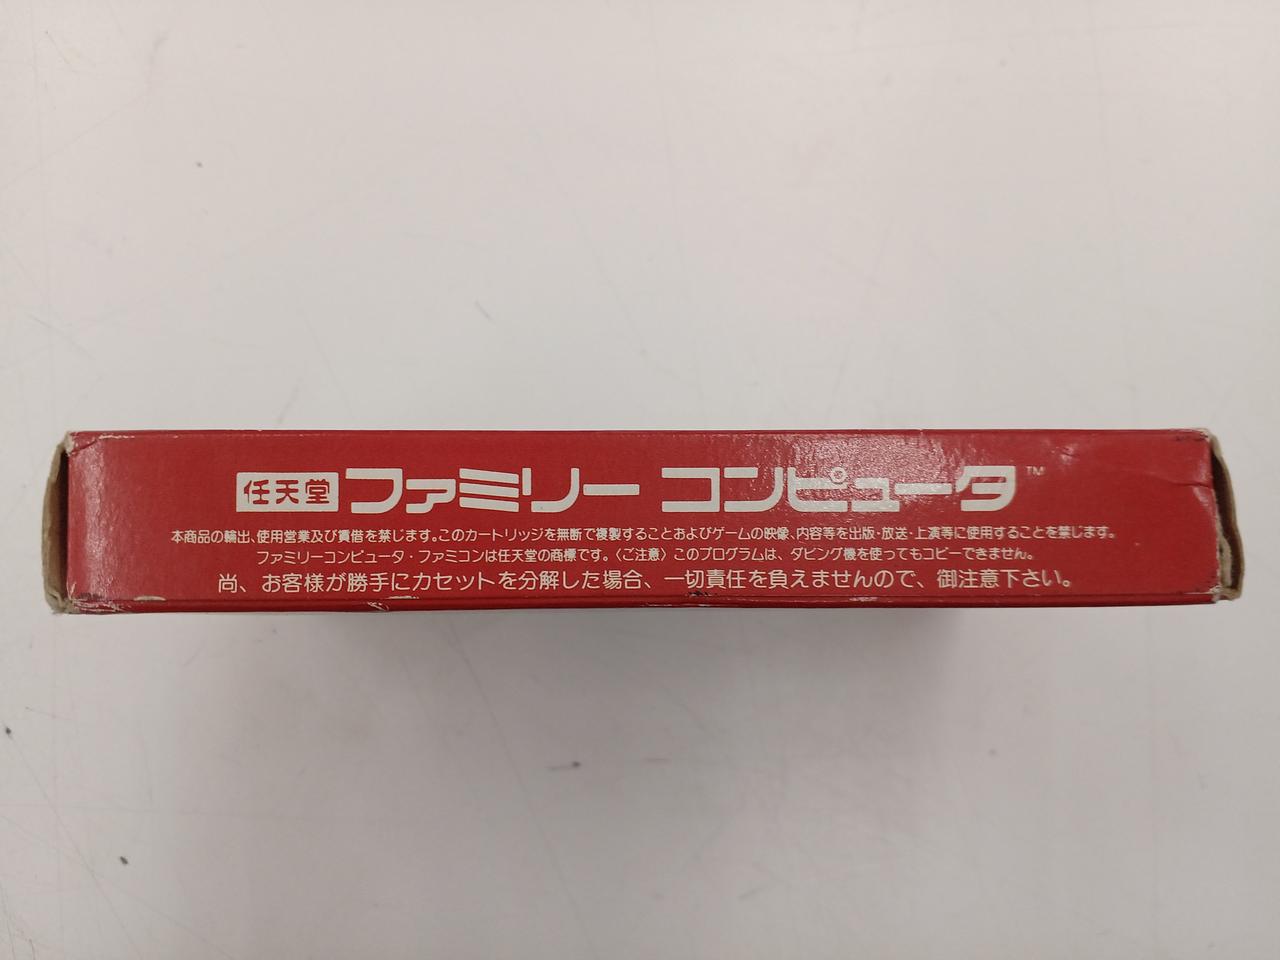 任天堂 ファミリー コンピュータ™
本商品の輸出、使用営業及び賃借を禁じます。このカートリッジを無断で複製することおよびゲームの映像、内容等を出版・放送・上演等に使用することを禁じます。
ファミリーコンピュータ・ファミコンは任天堂の商標です。〈ご注意〉このプログラムは、ダビング機を使ってもコピーできません。
尚、お客様が勝手にカセットを分解した場合、一切責任を負えませんので、御注意下さい。